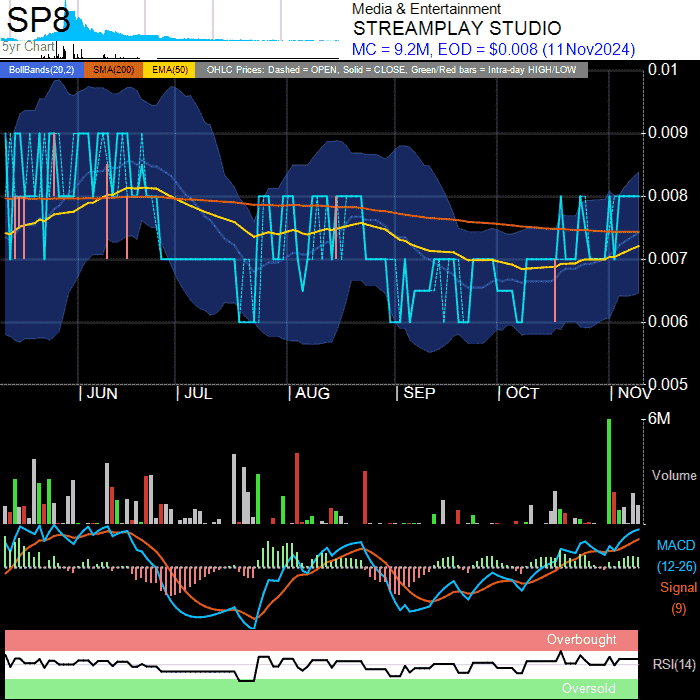 SP8
Media & Entertainment
STREAMPLAY STUDIO
5yr Chart
MC = 9.2M, EOD = $0.008 (11Nov2024)
BollBands(20,2) SMA(200) EMA(50) OHLC Prices: Dashed = OPEN, Solid = CLOSE, Green/Red bars = Intra-day HIGH/LOW
0.01
0.009
0.008
0.007
0.006
0.005
JUN JUL AUG SEP OCT NOV
6M
Volume
MACD
(12-26)
Signal
(9)
Overbought
RSI(14)
Oversold